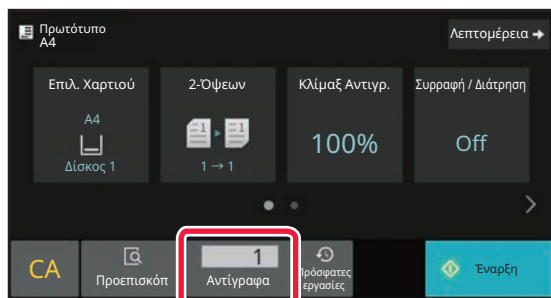 Πρωτότυπο
A4
Λεπτομέρεια
Επιλ. Χαρτιού
2-Όψεων
Κλίμαξ Αντιγρ.
Συρραφή / Διάτρηση
A4
Δίσκος 1
1 → 1
100%
Off
CA
Προεπισκόπ
1
Αντίγραφα
Πρόσφατες
εργασίες
Έναρξη